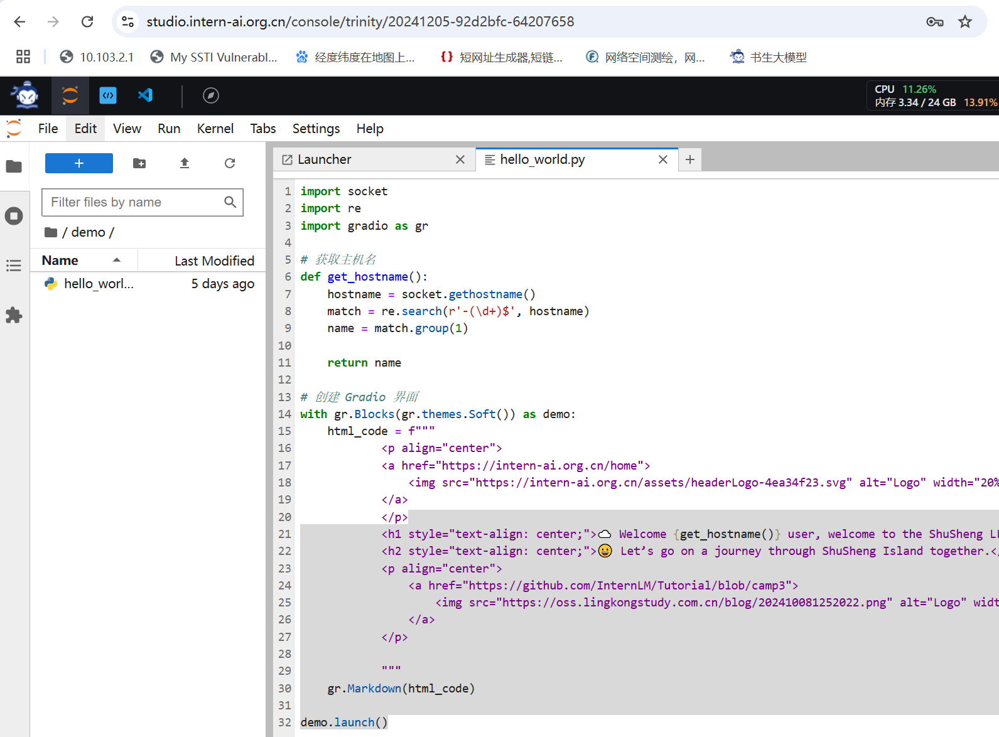 studio.intern-ai.org.cn/console/trinity/20241205-92d2bfc-64207658
10.103.2.1
My SSTI Vulnerabl...
经度纬度在地图上...
短网址生成器,短链...
网络空间测绘，网...
书生大模型
CPU 11.26%
内存 3.34 / 24 GB 13.91%
File Edit View Run Kernel Tabs Settings Help
Launcher
hello_world.py
Filter files by name
/ demo /
Name
Last Modified
hello_worl...
5 days ago
1 import socket
2 import re
3 import gradio as gr
4
5 # 获取主机名
6 def get_hostname():
7     hostname = socket.gethostname()
8     match = re.search(r'-(\d+)$', hostname)
9     name = match.group(1)
10
11     return name
12
13 # 创建 Gradio 界面
14 with gr.Blocks(gr.themes.Soft()) as demo:
15     html_code = f"""
16             <p align="center">
17             <a href="https://intern-ai.org.cn/home">
18                 <img src="https://intern-ai.org.cn/assets/headerLogo-4ea34f23.svg" alt="Logo" width="20%
19             </a>
20             </p>
21             <h1 style="text-align: center;">☁️ Welcome {get_hostname()} user, welcome to the ShuSheng LL
22             <h2 style="text-align: center;">😀 Let’s go on a journey through ShuSheng Island together.</
23             <p align="center">
24                 <a href="https://github.com/InternLM/Tutorial/blob/camp3">
25                     <img src="https://oss.lingkongstudy.com.cn/blog/202410081252022.png" alt="Logo" widt
26                 </a>
27             </p>
28
29             """
30     gr.Markdown(html_code)
31
32 demo.launch()